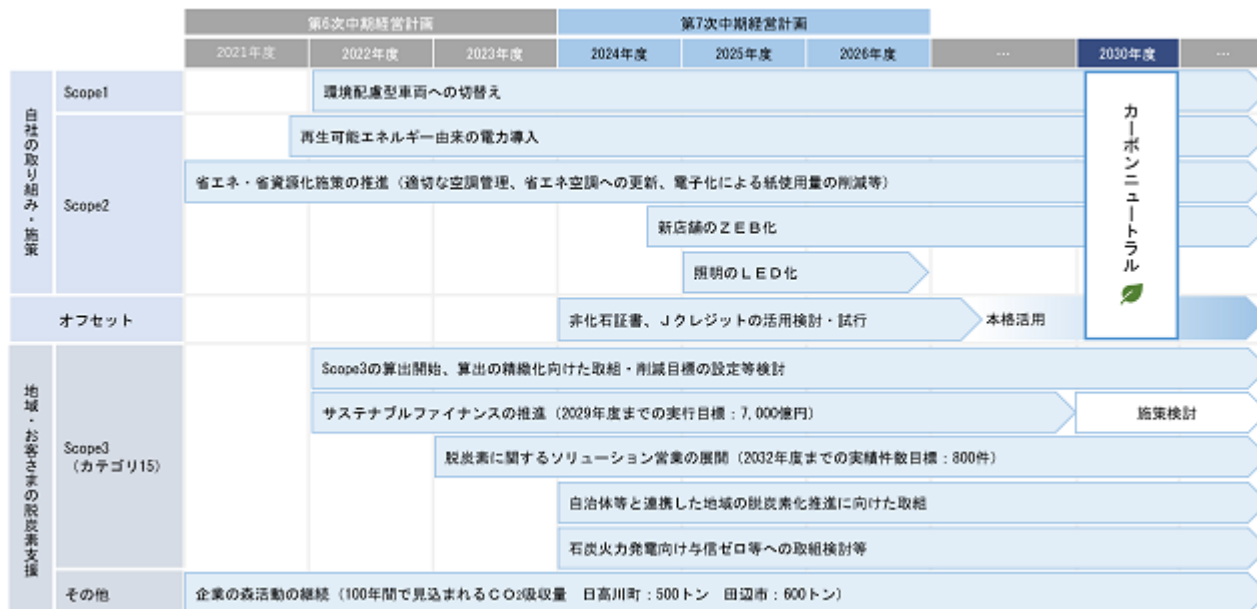 第6次中期経営計画
第7次中期経営計画
2021年度
2022年度
2023年度
2024年度
2025年度
2026年度
…
2030年度
…
自社の取り組み・施策
Scope1
環境配慮型車両への切替え
Scope2
再生可能エネルギー由来の電力導入
省エネ・省資源化施策の推進（適切な空調管理、省エネ空調への更新、電子化による紙使用量の削減等）
新店舗のＺＥＢ化
照明のＬＥＤ化
カーボンニュートラル
オフセット
非化石証書、Ｊクレジットの活用検討・試行
本格活用
地域・お客さまの脱炭素支援
Scope3
（カテゴリ15）
Scope3の算出開始、算出の精緻化向けた取組・削減目標の設定等検討
サステナブルファイナンスの推進（2029年度までの実行目標：7,000億円）
施策検討
脱炭素に関するソリューション営業の展開（2032年度までの実績件数目標：800件）
自治体等と連携した地域の脱炭素化推進に向けた取組
石炭火力発電向け与信ゼロ等への取組検討等
その他
企業の森活動の継続（100年間で見込まれるＣＯ₂吸収量　日高川町：500トン　田辺市：600トン）